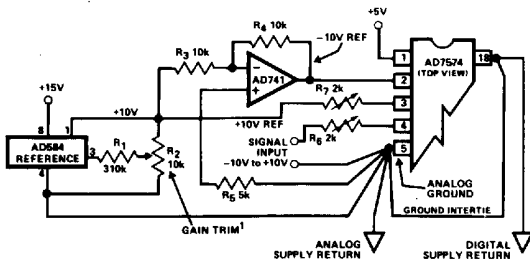 R4 10k
-10V REF
+5V
R3 10k
AD741
-
+
1
AD7574
(TOP VIEW)
18
2
+15V
+10V
R7 2k
+10V REF
3
8
1
AD584
REFERENCE
3
R1
310k
R2
10k
SIGNAL
INPUT
R6 2k
4
-10V to +10V
5
4
R5 5k
ANALOG
GROUND
GROUND INTERTIE
GAIN TRIM1
ANALOG
SUPPLY RETURN
DIGITAL
SUPPLY RETURN